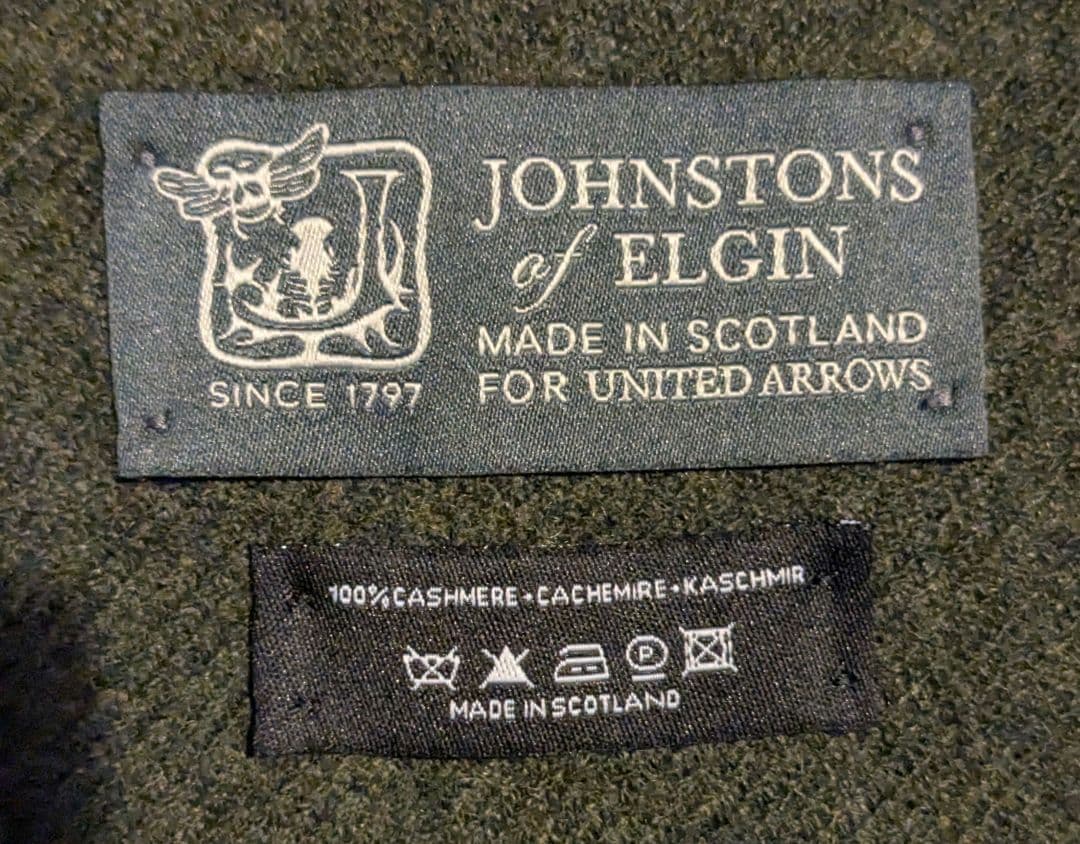 JOHNSTONS
of ELGIN
MADE IN SCOTLAND
FOR UNITED ARROWS
SINCE 1797
100% CASHMERE • CACHEMIRE • KASCHMIR
P
MADE IN SCOTLAND